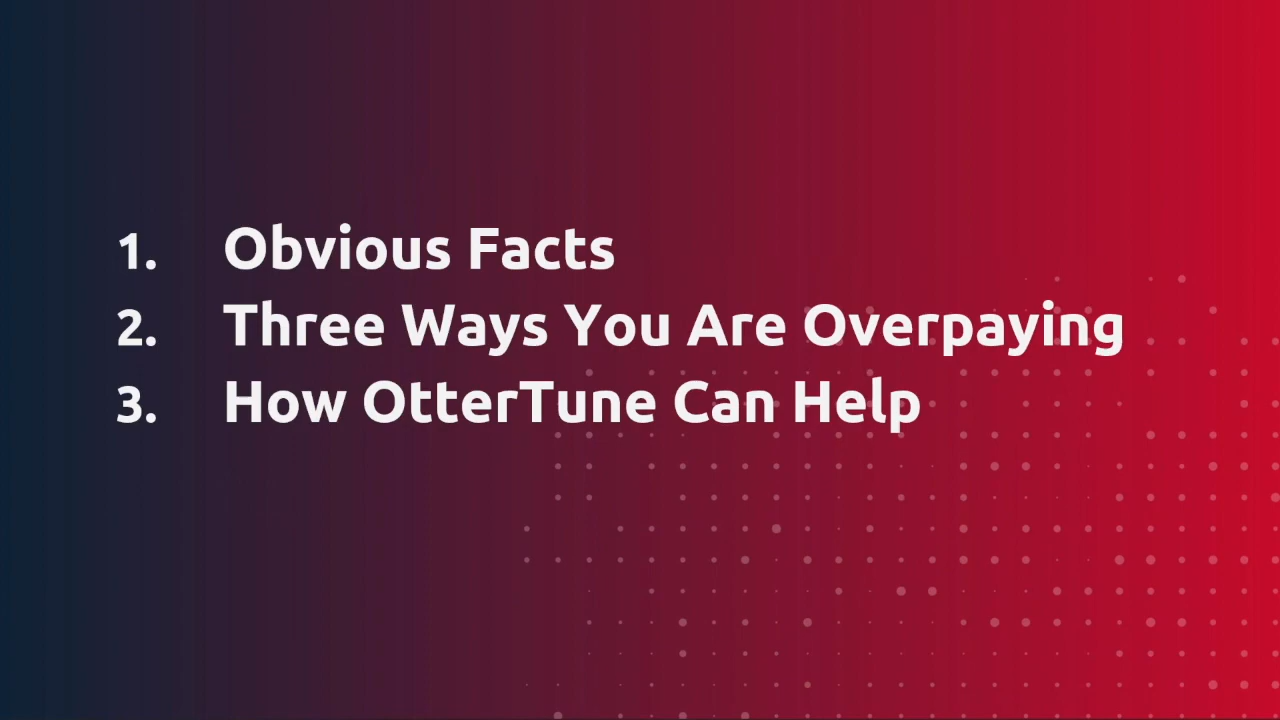 1. Obvious Facts
2. Three Ways You Are Overpaying
3. How OtterTune Can Help